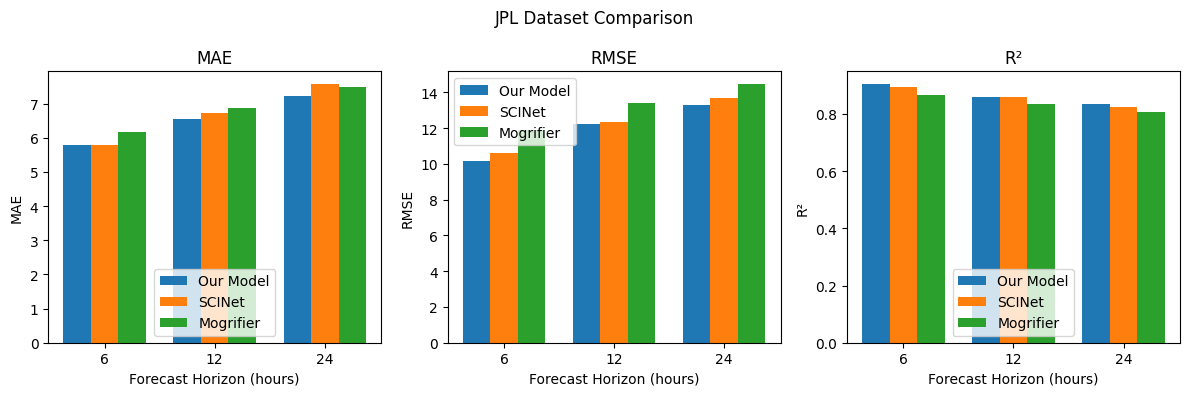 JPL Dataset Comparison
MAE
MAE
7
6
5
4
3
2
1
0
Our Model
SCINet
Mogrifier
6
12
24
Forecast Horizon (hours)
RMSE
RMSE
14
12
10
8
6
4
2
0
Our Model
SCINet
Mogrifier
6
12
24
Forecast Horizon (hours)
R²
R²
0.8
0.6
0.4
0.2
0.0
Our Model
SCINet
Mogrifier
6
12
24
Forecast Horizon (hours)